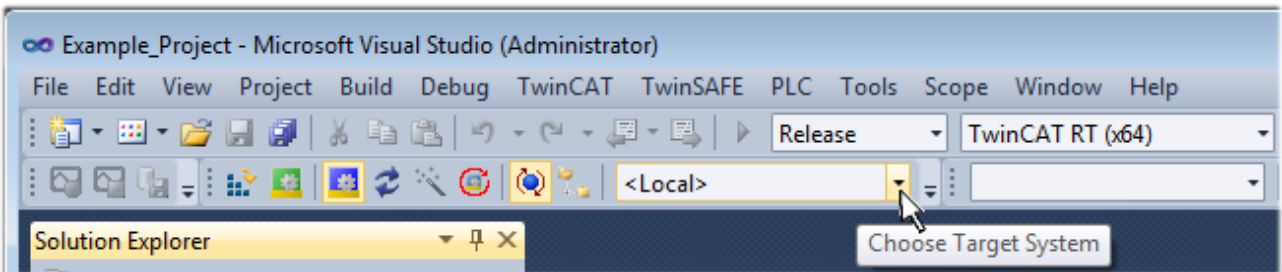 Example_Project - Microsoft Visual Studio (Administrator)
File Edit View Project Build Debug TwinCAT TwinSAFE PLC Tools Scope Window Help
Release TwinCAT RT (x64)
<Local>
Solution Explorer
Choose Target System